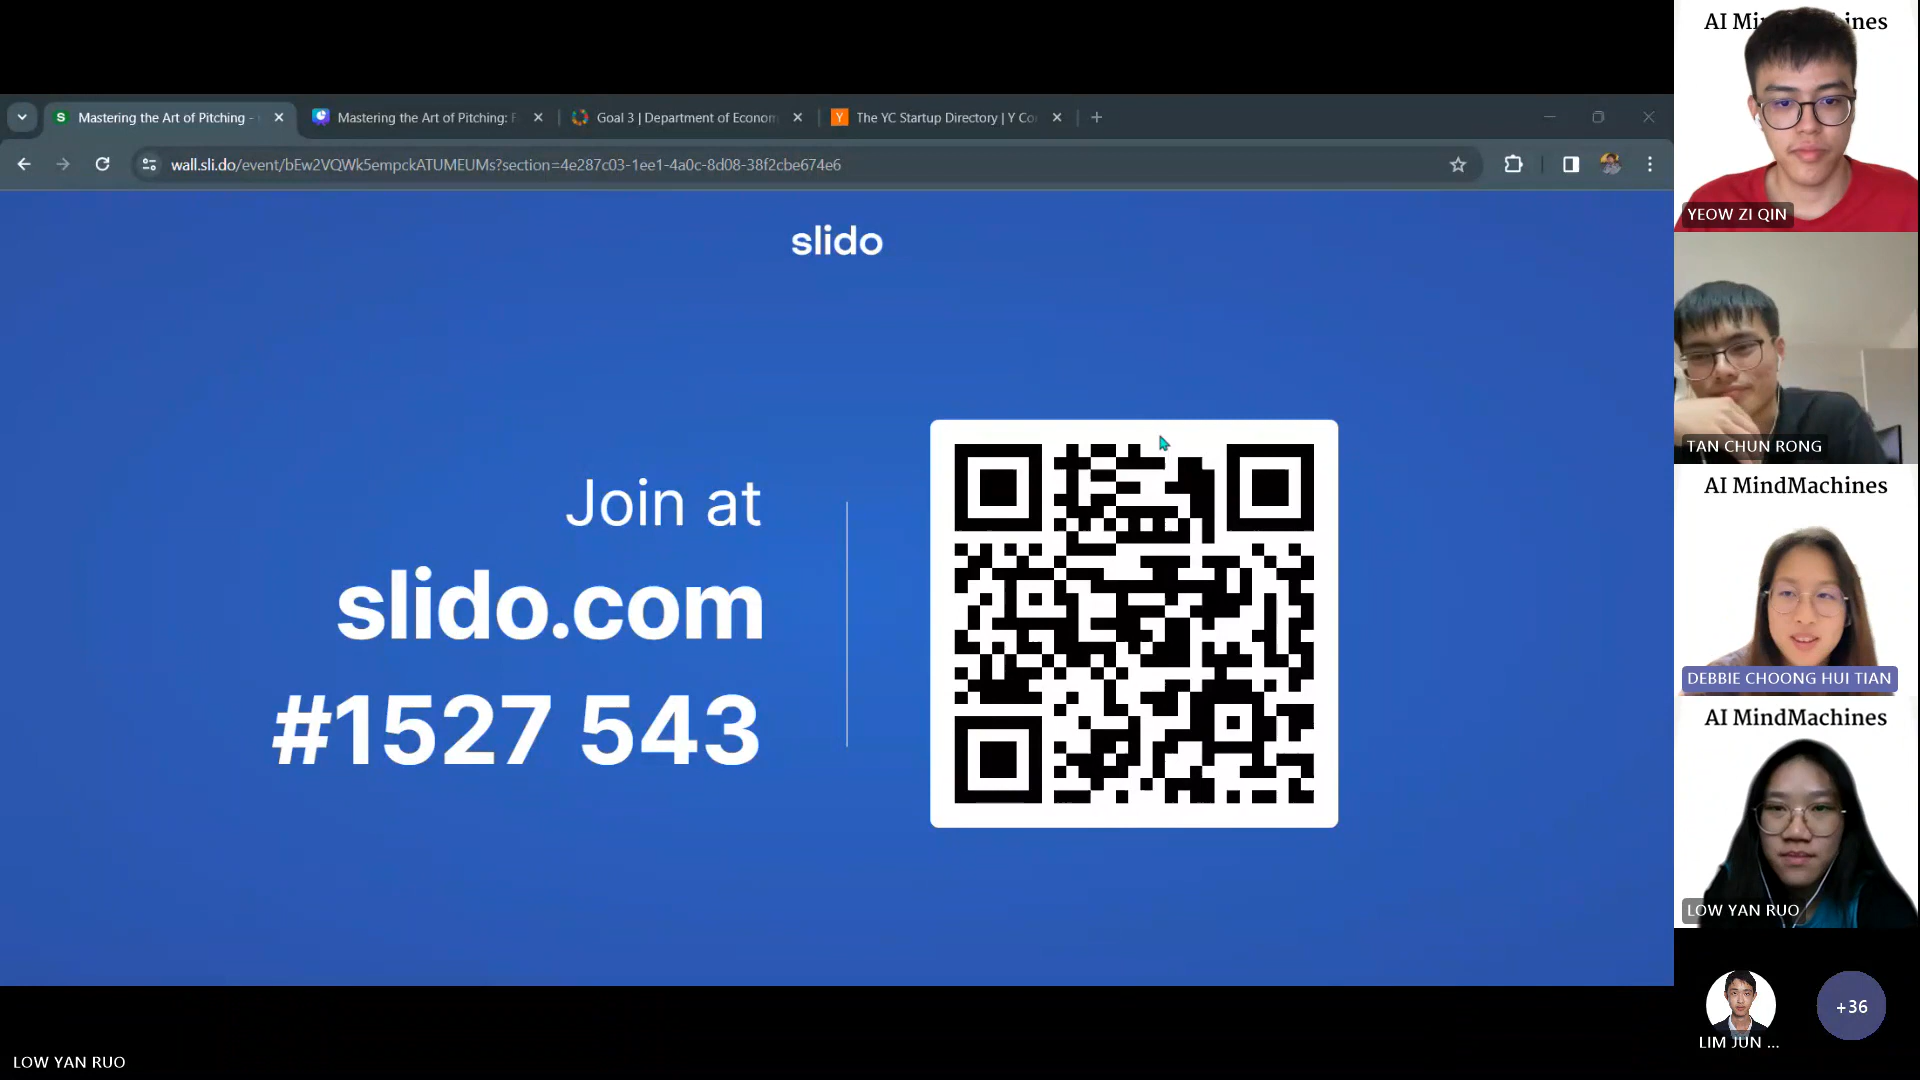 Mastering the Art of Pitching -
Mastering the Art of Pitching: F
Goal 3 | Department of Econom
The YC Startup Directory | Y Co
wall.sli.do/event/bEw2VQWk5empckATUMEUMs?section=4e287c03-1ee1-4a0c-8d08-38f2cbe674e6
slido
Join at
slido.com
#1527 543
AI Mi ines
YEOW ZI QIN
TAN CHUN RONG
AI MindMachines
DEBBIE CHOONG HUI TIAN
AI MindMachines
LOW YAN RUO
LIM JUN ...
+36
LOW YAN RUO